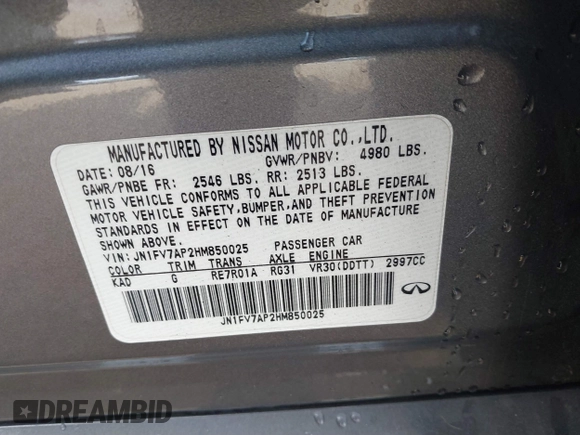 MANUFACTURED BY NISSAN MOTOR CO.,LTD.
DATE: 08/16 GVWR/PNBV: 4980 LBS.
GAWR/PNBE FR: 2546 LBS. RR: 2513 LBS.
THIS VEHICLE CONFORMS TO ALL APPLICABLE FEDERAL
MOTOR VEHICLE SAFETY, BUMPER, AND THEFT PREVENTION
STANDARDS IN EFFECT ON THE DATE OF MANUFACTURE
SHOWN ABOVE.
VIN: JN1FV7AP2HM850025 PASSENGER CAR
COLOR TRIM TRANS AXLE ENGINE
KAD G RE7R01A RG31 VR30(DDTT) 2997CC
JN1FV7AP2HM850025
DREAMBID